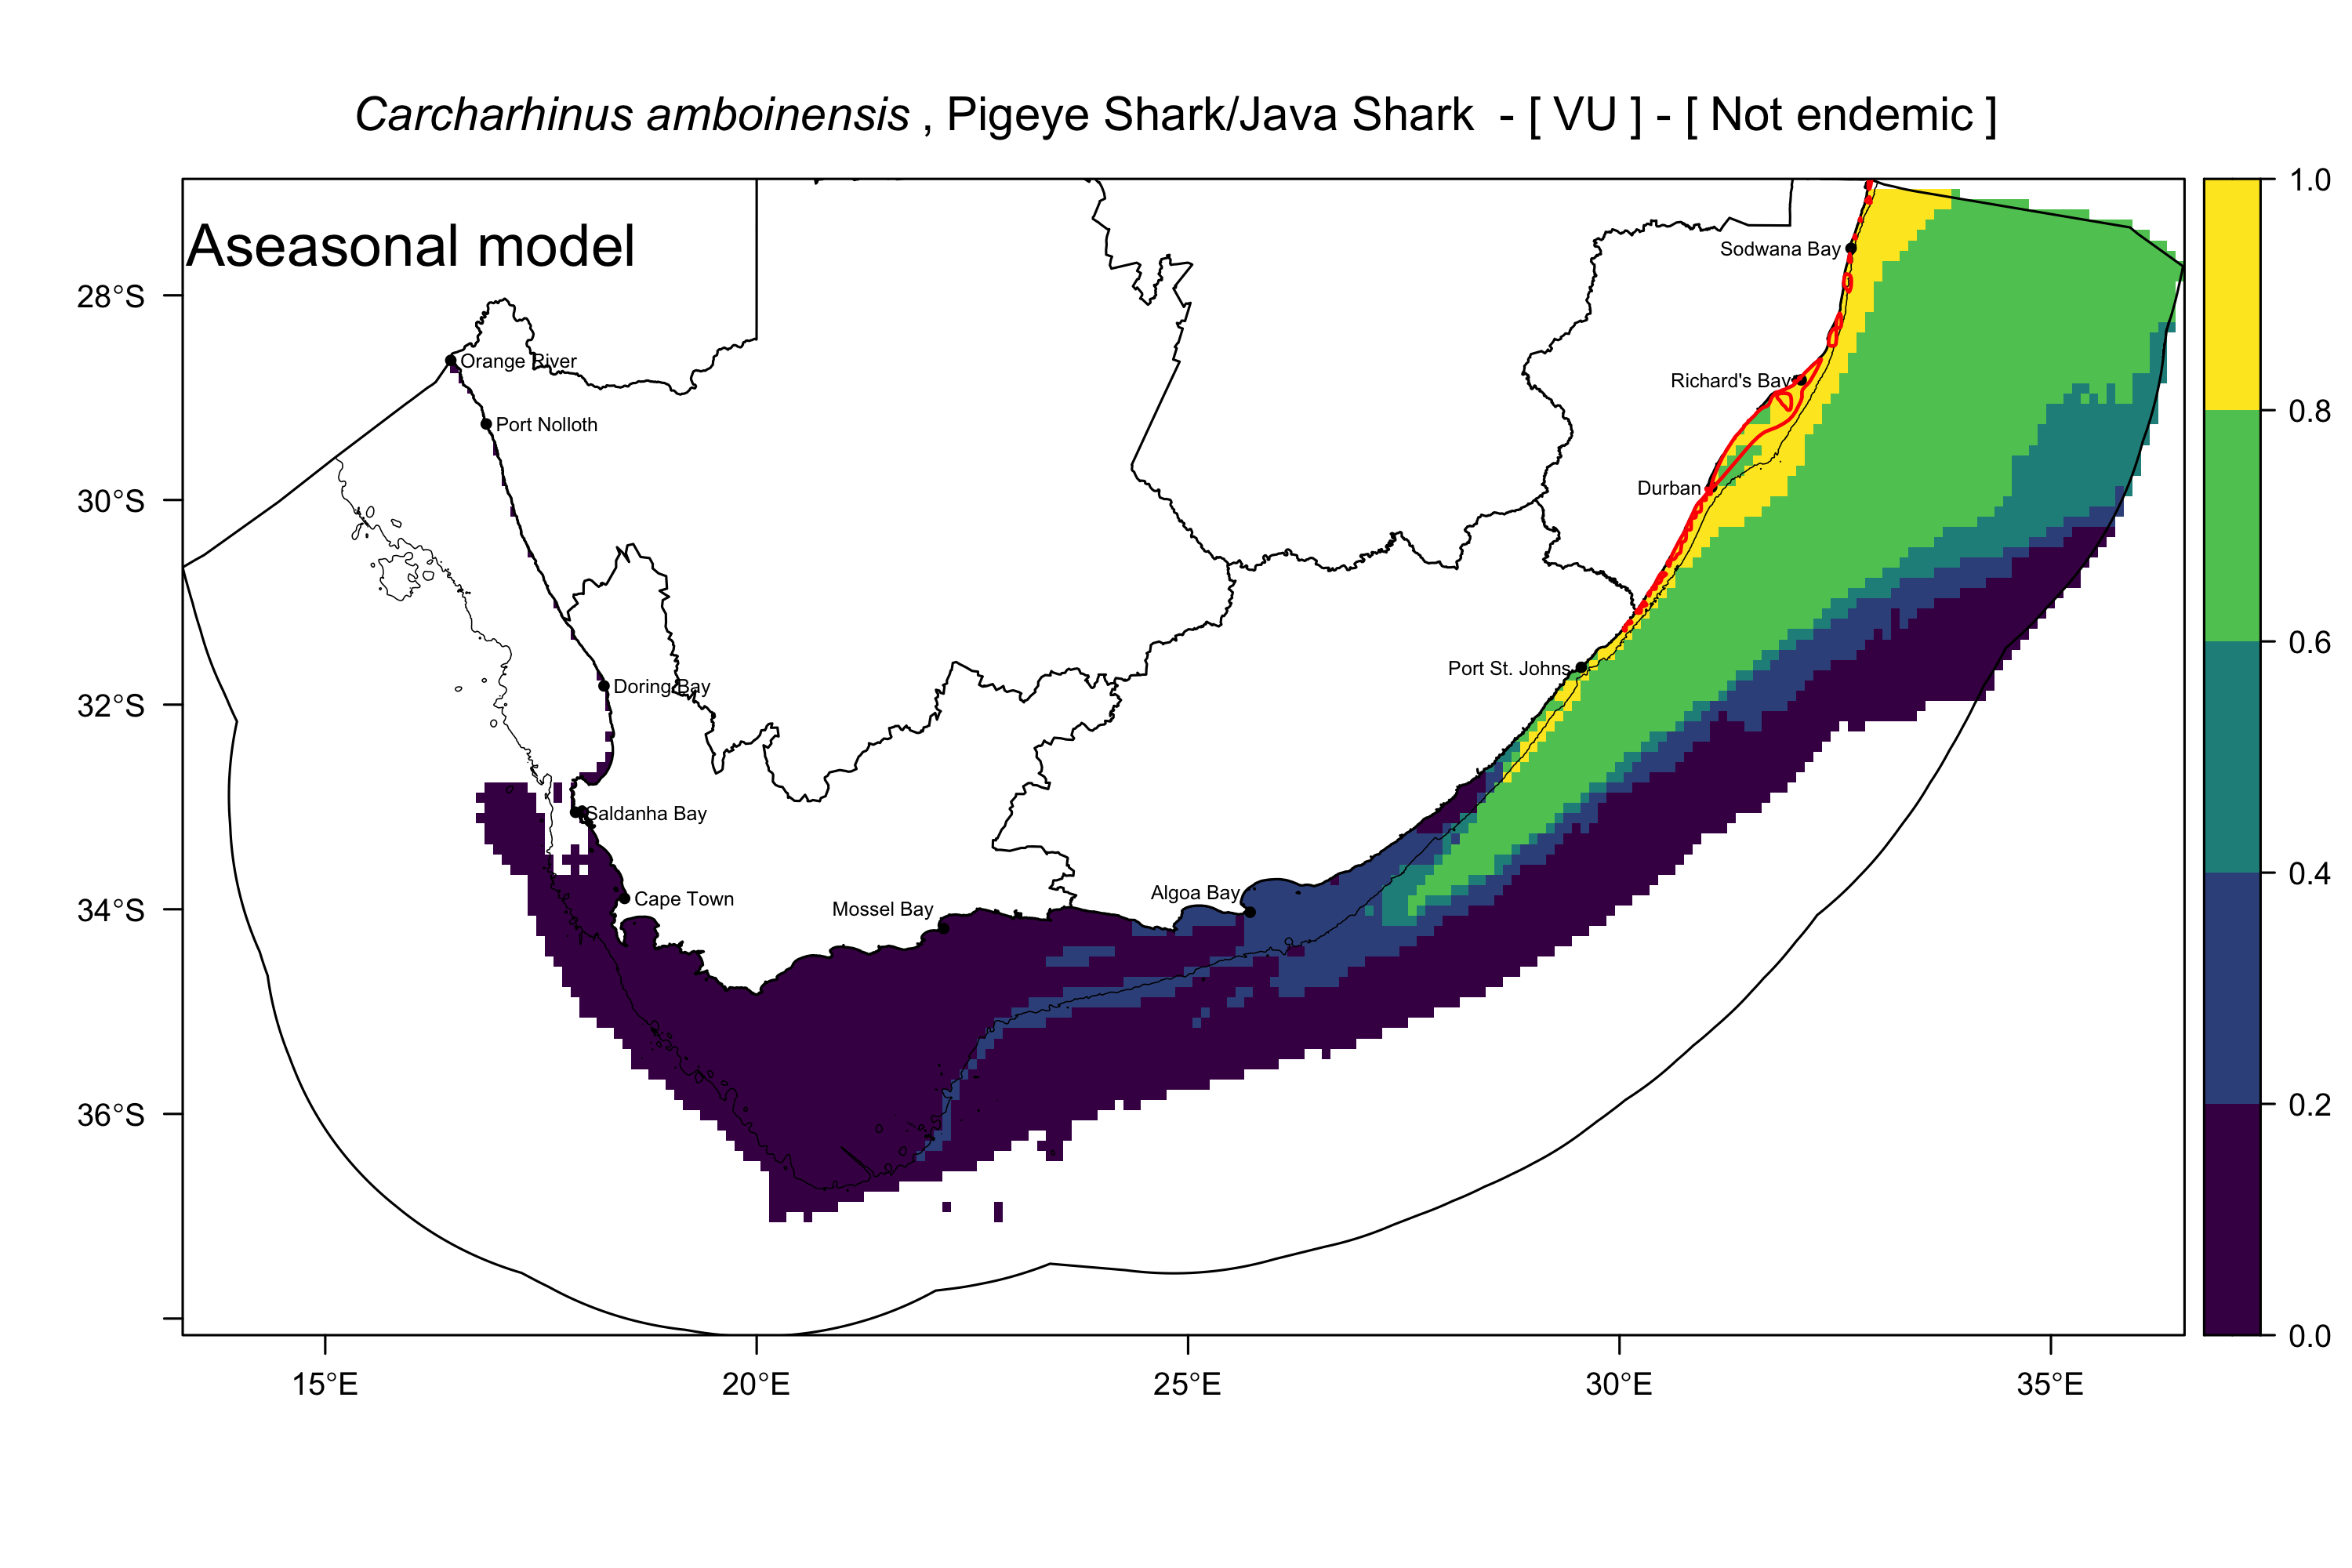 Carcharhinus amboinensis , Pigeye Shark/Java Shark - [ VU ] - [ Not endemic ]
Aseasonal model
1.0
0.8
0.6
0.4
0.2
0.0
28°S
30°S
32°S
34°S
36°S
15°E
20°E
25°E
30°E
35°E
Sodwana Bay
Orange River
Richard's Bay
Port Nolloth
Durban
Port St. Johns
Doring Bay
Saldanha Bay
Cape Town
Algoa Bay
Mossel Bay